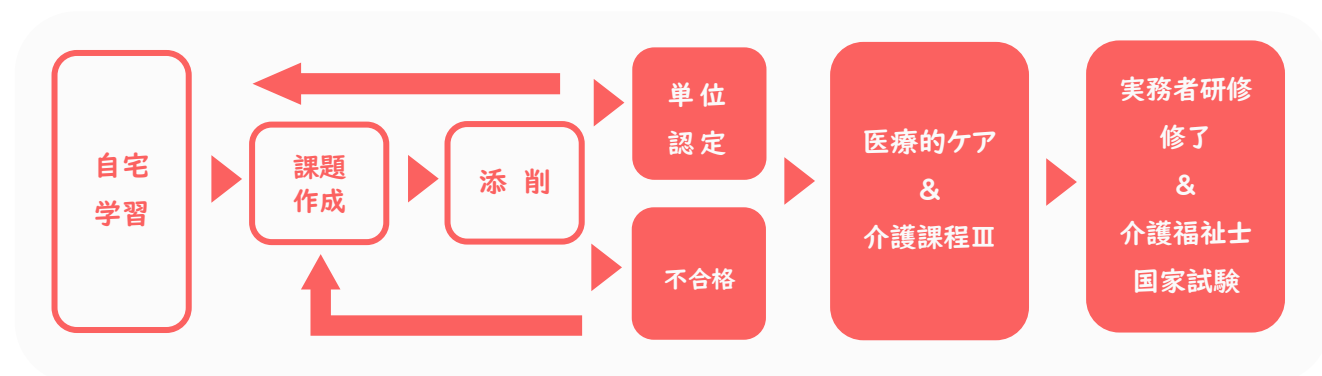 自宅
学習
課題
作成
添 削
単位
認定
不合格
医療的ケア
&
介護課程Ⅲ
実務者研修
修了
&
介護福祉士
国家試験